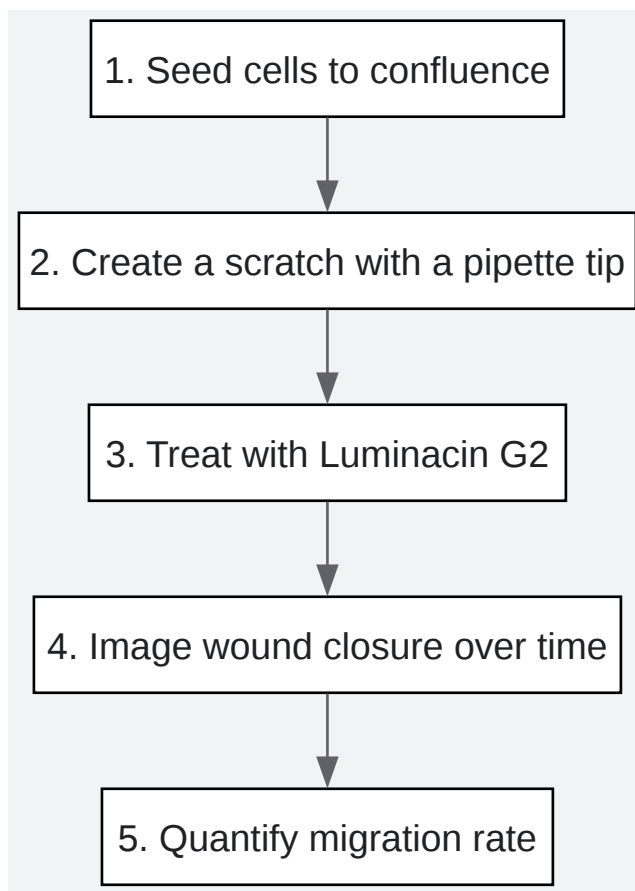 1. Seed cells to confluence
2. Create a scratch with a pipette tip
3. Treat with Luminacin G2
4. Image wound closure over time
5. Quantify migration rate